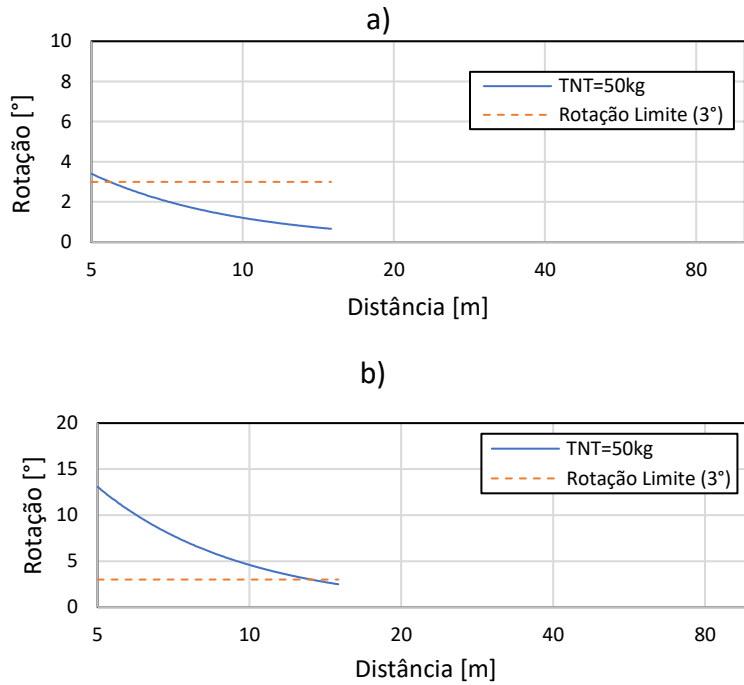 a)
10
8
6
4
2
0
Rotação [°]
TNT=50kg
Rotação Limite (3°)
5 10 20 40 80
Distância [m]
b)
20
15
10
5
0
Rotação [°]
TNT=50kg
Rotação Limite (3°)
5 10 20 40 80
Distância [m]